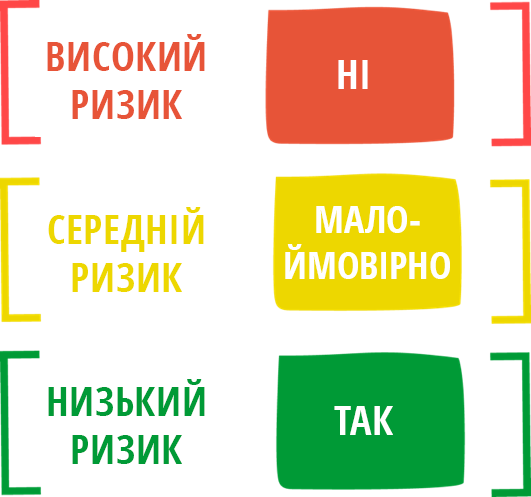 ВИСОКИЙ
РИЗИК
НІ
СЕРЕДНІЙ
РИЗИК
МАЛО-
ЙМОВІРНО
НИЗЬКИЙ
РИЗИК
ТАК